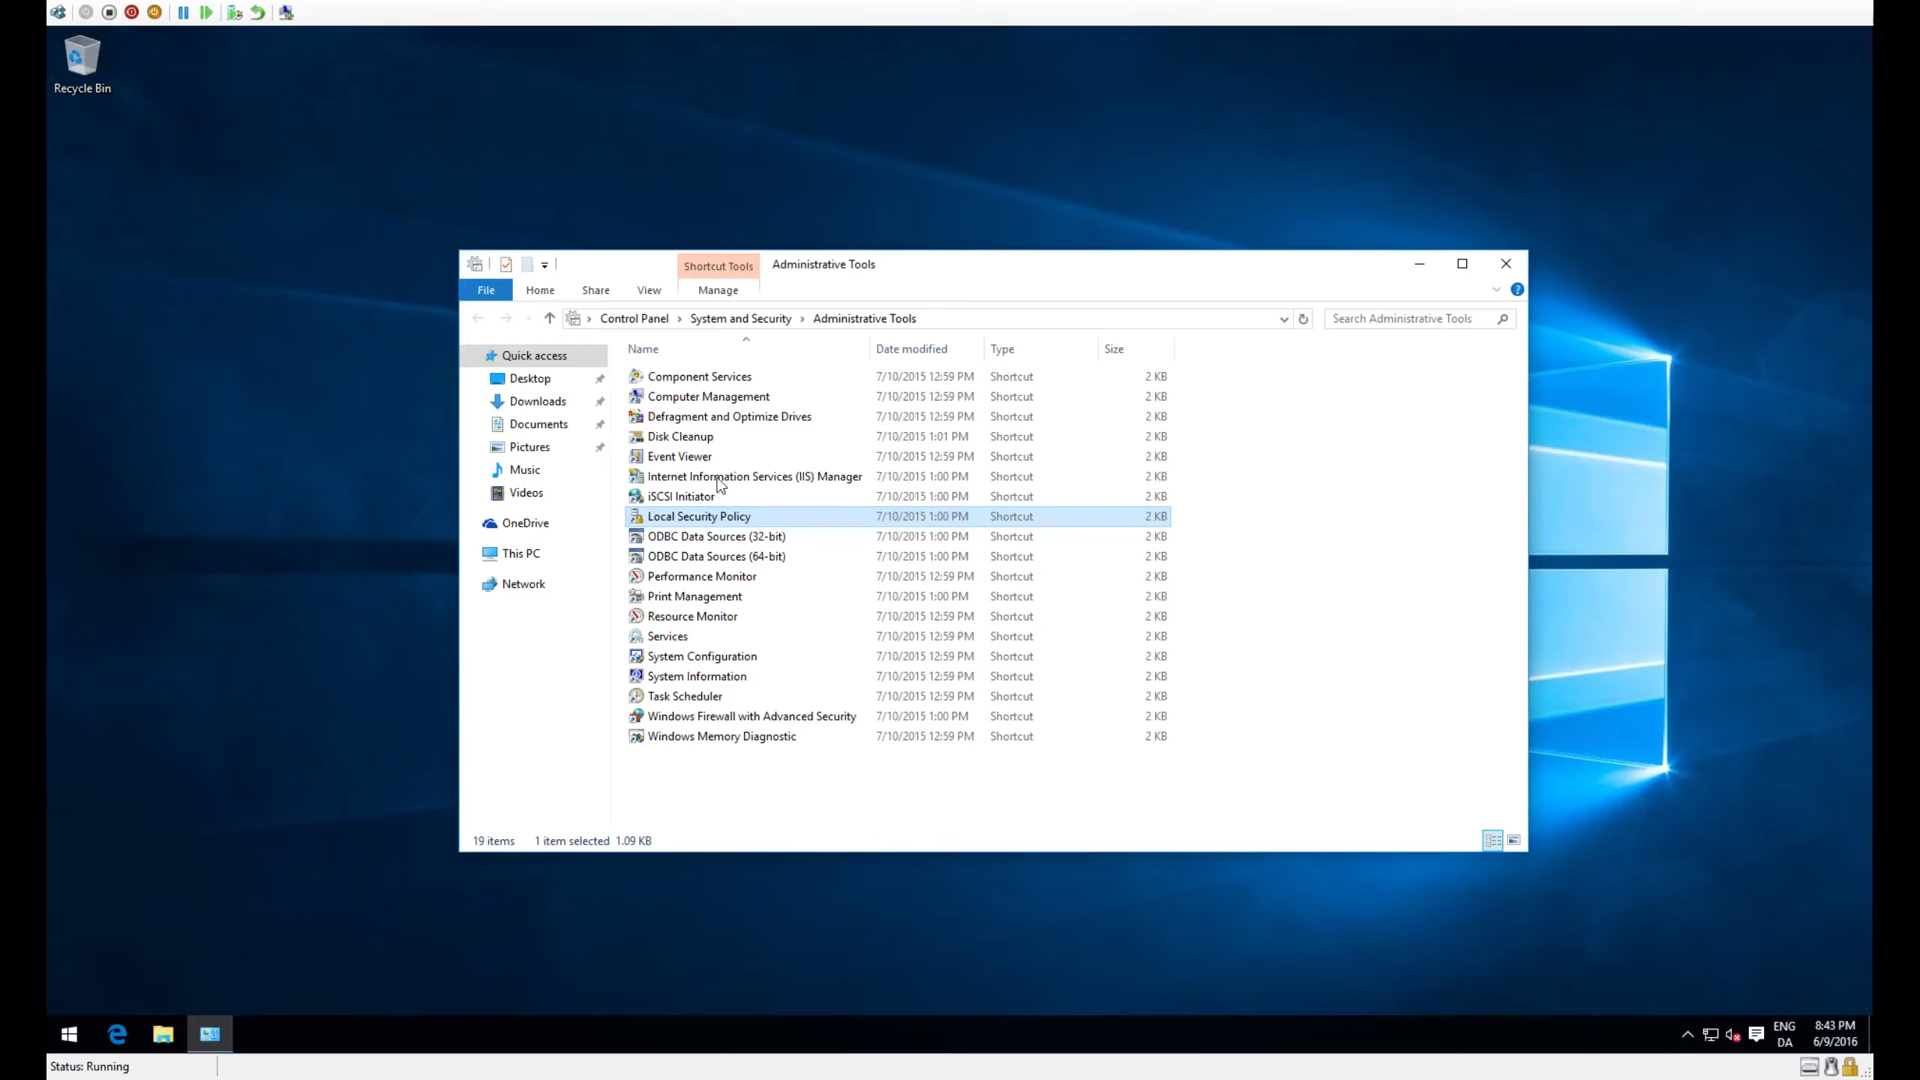 Recycle Bin
Shortcut Tools
Administrative Tools
File
Home
Share
View
Manage
Control Panel
System and Security
Administrative Tools
Search Administrative Tools
Quick access
Desktop
Downloads
Documents
Pictures
Music
Videos
OneDrive
This PC
Network
Name Date modified Type Size
Component Services 7/10/2015 12:59 PM Shortcut 2 KB
Computer Management 7/10/2015 12:59 PM Shortcut 2 KB
Defragment and Optimize Drives 7/10/2015 12:59 PM Shortcut 2 KB
Disk Cleanup 7/10/2015 1:01 PM Shortcut 2 KB
Event Viewer 7/10/2015 12:59 PM Shortcut 2 KB
Internet Information Services (IIS) Manager 7/10/2015 1:00 PM Shortcut 2 KB
iSCSI Initiator 7/10/2015 1:00 PM Shortcut 2 KB
Local Security Policy 7/10/2015 1:00 PM Shortcut 2 KB
ODBC Data Sources (32-bit) 7/10/2015 1:00 PM Shortcut 2 KB
ODBC Data Sources (64-bit) 7/10/2015 1:00 PM Shortcut 2 KB
Performance Monitor 7/10/2015 12:59 PM Shortcut 2 KB
Print Management 7/10/2015 1:00 PM Shortcut 2 KB
Resource Monitor 7/10/2015 12:59 PM Shortcut 2 KB
Services 7/10/2015 12:59 PM Shortcut 2 KB
System Configuration 7/10/2015 12:59 PM Shortcut 2 KB
System Information 7/10/2015 12:59 PM Shortcut 2 KB
Task Scheduler 7/10/2015 12:59 PM Shortcut 2 KB
Windows Firewall with Advanced Security 7/10/2015 1:00 PM Shortcut 2 KB
Windows Memory Diagnostic 7/10/2015 12:59 PM Shortcut 2 KB
19 items 1 item selected 1.09 KB
ENG
DA
8:43 PM
6/9/2016
Status: Running